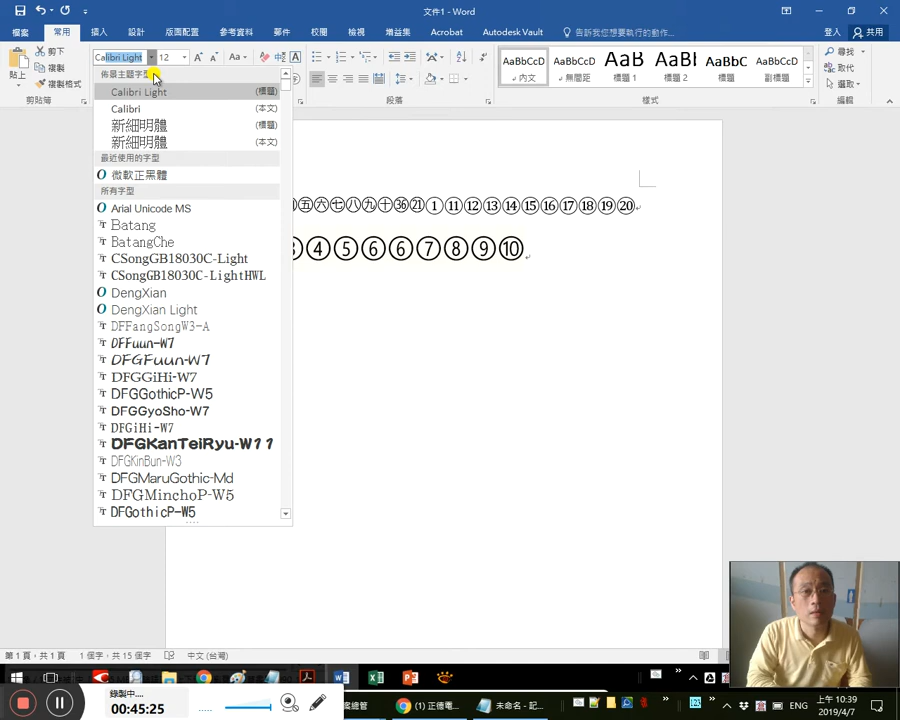 文件1 - Word
檔案 常用 插入 設計 版面配置 參考資料 郵件 校閱 檢視 增益集 Acrobat Autodesk Vault 告訴我您想要執行的動作... 登入 共用
貼上 剪下 複製 複製格式
Calibri Light 12 Aa
AaBbCcD AaBbCcD AaB AaBl AaBbC AaBbCcD
內文 無間距 標題 1 標題 2 標題 副標題
尋找 取代 選取
剪貼簿 段落 樣式 編輯
佈景主題字型
Calibri Light (標題)
Calibri (本文)
新細明體 (標題)
新細明體 (本文)
最近使用的字型
微軟正黑體
所有字型
Arial Unicode MS
Batang
BatangChe
CSongGB18030C-Light
CSongGB18030C-LightHWL
DengXian
DengXian Light
DFFangSongW3-A
DFFuun-W7
DFGFuun-W7
DFGGiHi-W7
DFGGothicP-W5
DFGGyoSho-W7
DFGiHi-W7
DFGKanTeiRyu-W11
DFGKinBun-W3
DFGMaruGothic-Md
DFGMinchoP-W5
DFGothicP-W5
㊄㊅㊆㊇㊈㊉㊱㉑①⑪⑫⑬⑭⑮⑯⑰⑱⑲⑳
④⑤⑥⑥⑦⑧⑨⑩
第 1 頁，共 1 頁 1 個字，共 15 個字 中文 (台灣)
錄製中....
00:45:25
案總管 (1) 正德電... 未命名 - 記...
ENG
上午 10:39
2019/4/7